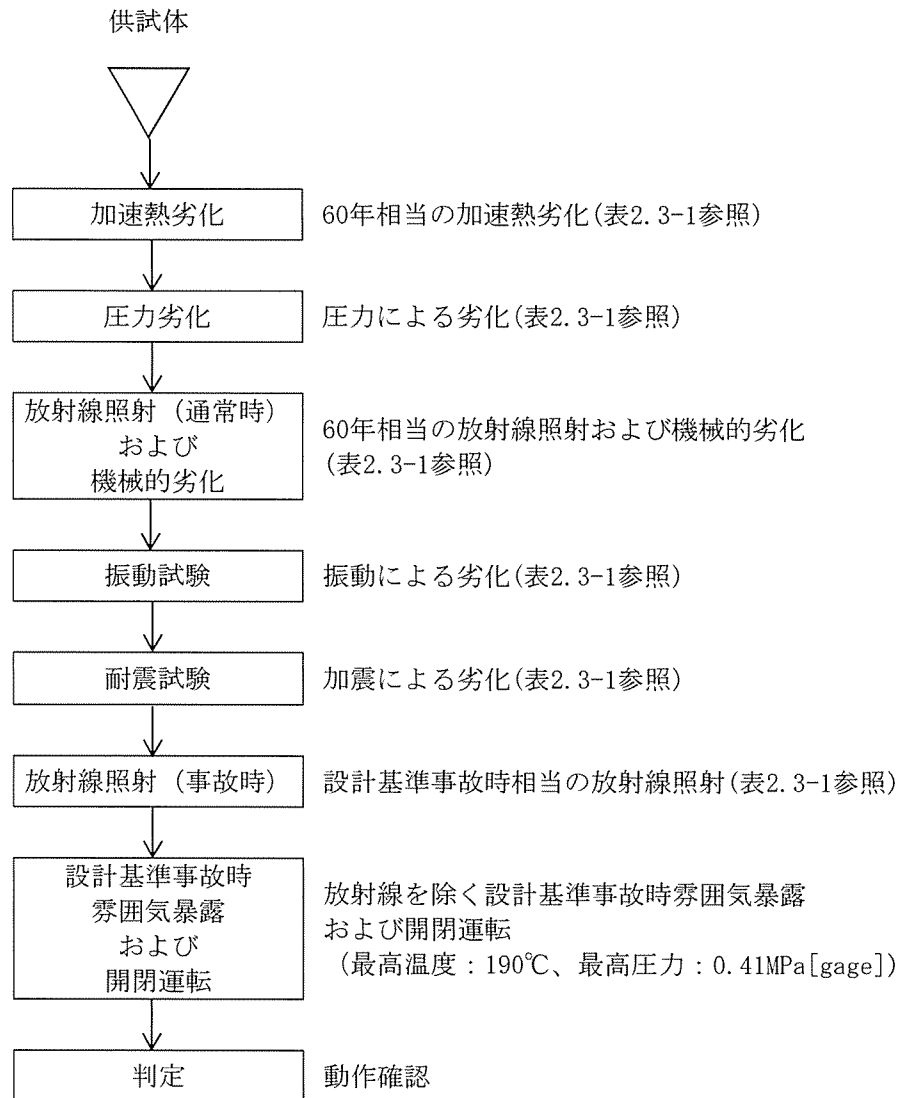 供試体
加速熱劣化
60年相当の加速熱劣化(表2.3-1参照)
圧力劣化
圧力による劣化(表2.3-1参照)
放射線照射（通常時）
および
機械的劣化
60年相当の放射線照射および機械的劣化
(表2.3-1参照)
振動試験
振動による劣化(表2.3-1参照)
耐震試験
加震による劣化(表2.3-1参照)
放射線照射（事故時）
設計基準事故時相当の放射線照射(表2.3-1参照)
設計基準事故時
雰囲気暴露
および
開閉運転
放射線を除く設計基準事故時雰囲気暴露
および開閉運転
（最高温度：190℃、最高圧力：0.41MPa[gage]）
判定
動作確認